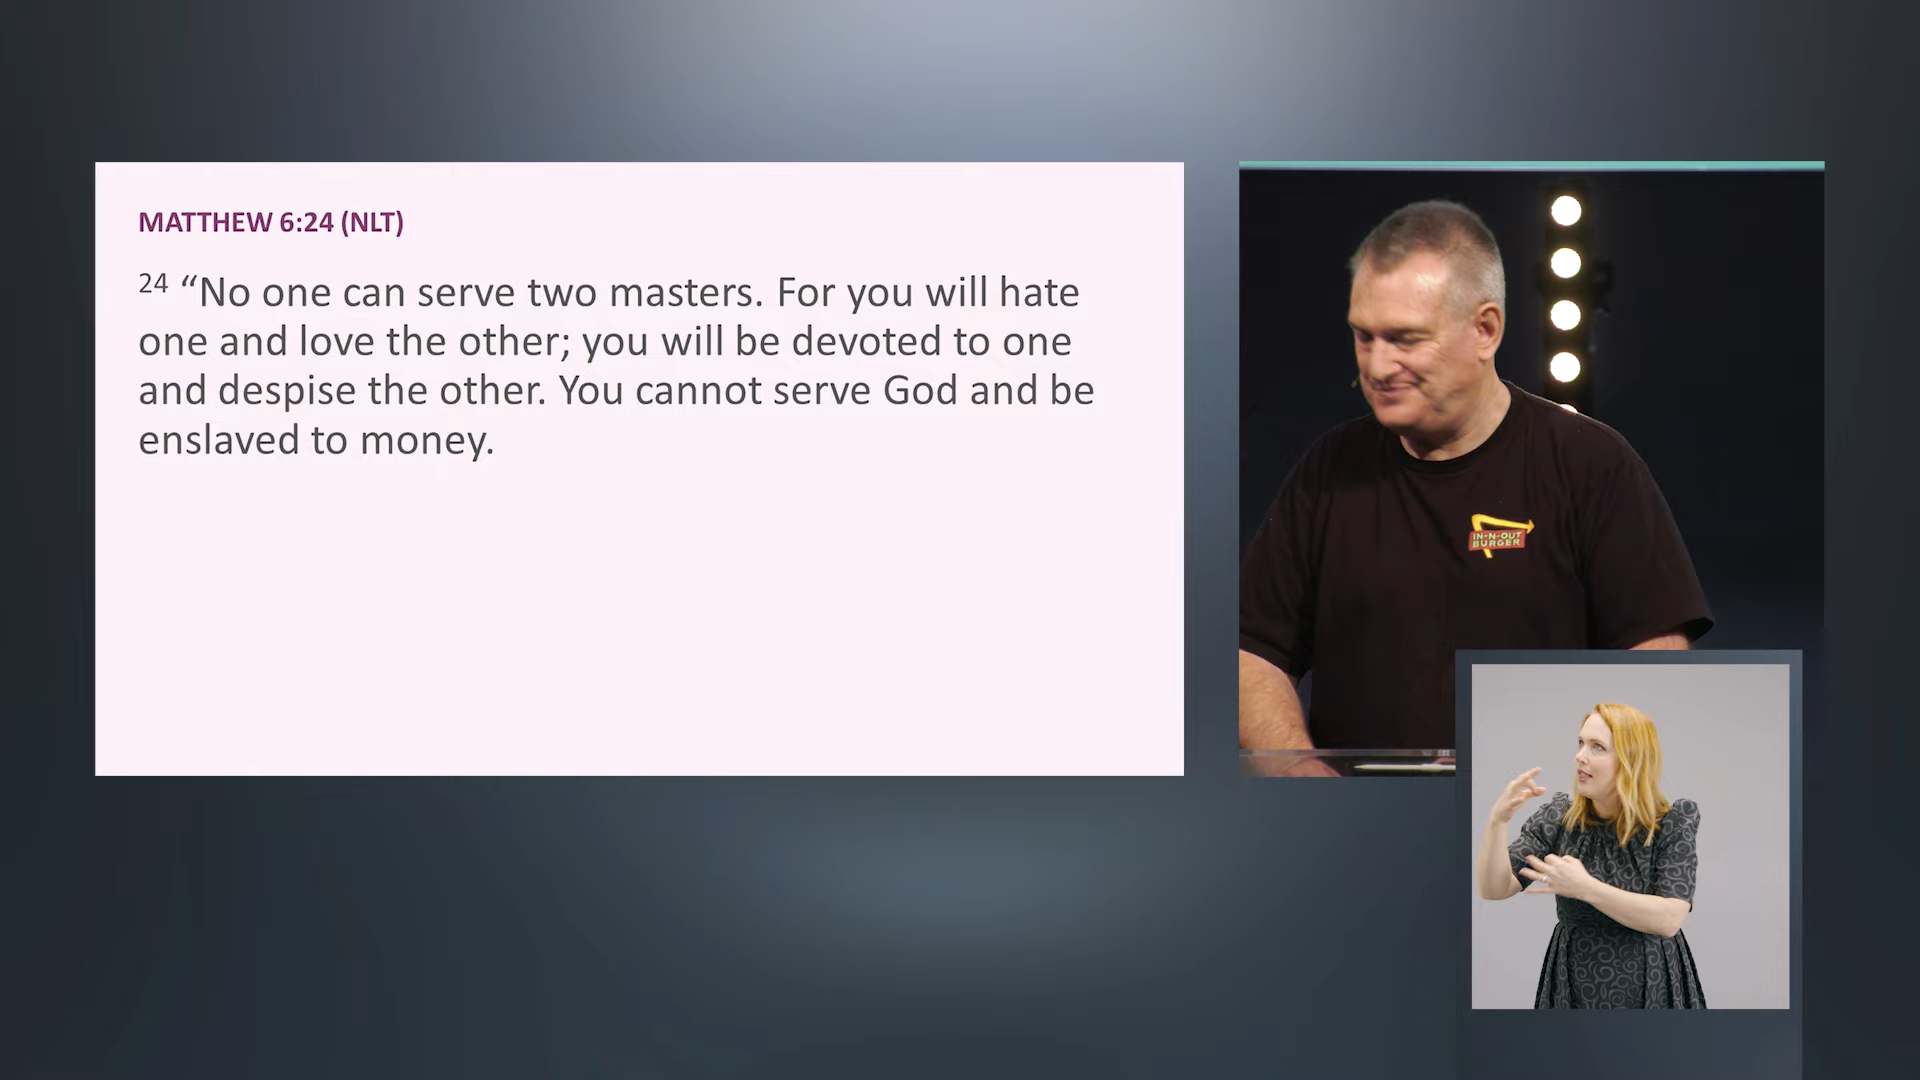 MATTHEW 6:24 (NLT)
24 “No one can serve two masters. For you will hate
one and love the other; you will be devoted to one
and despise the other. You cannot serve God and be
enslaved to money.
IN-N-OUT
BURGER